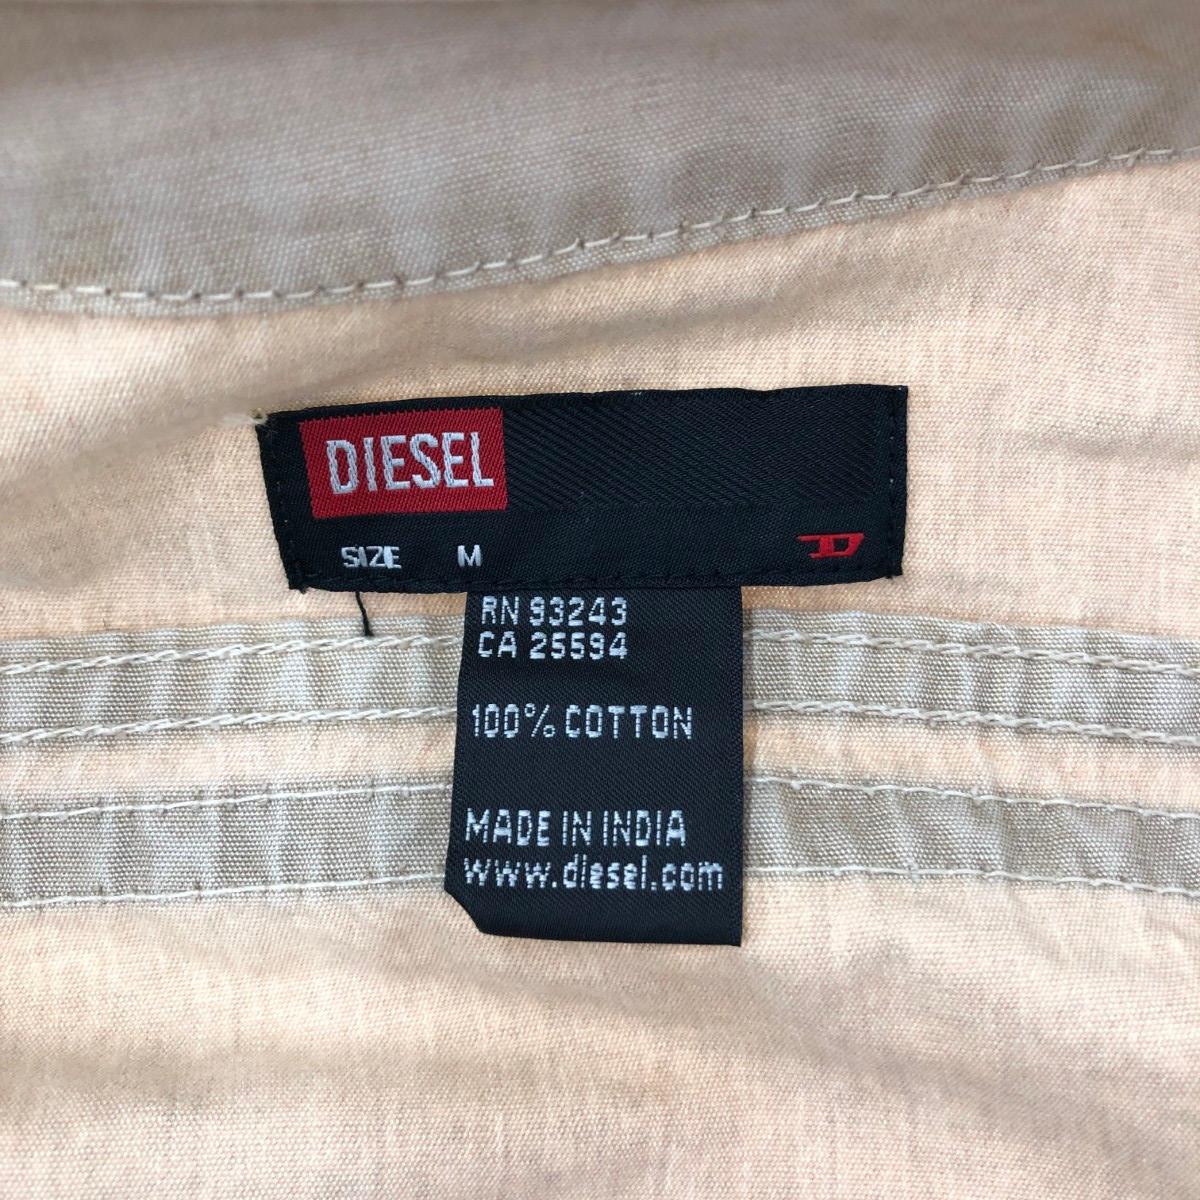 DIESEL
SIZE M
D
RN 93243
CA 25594
100% COTTON
MADE IN INDIA
www.diesel.com